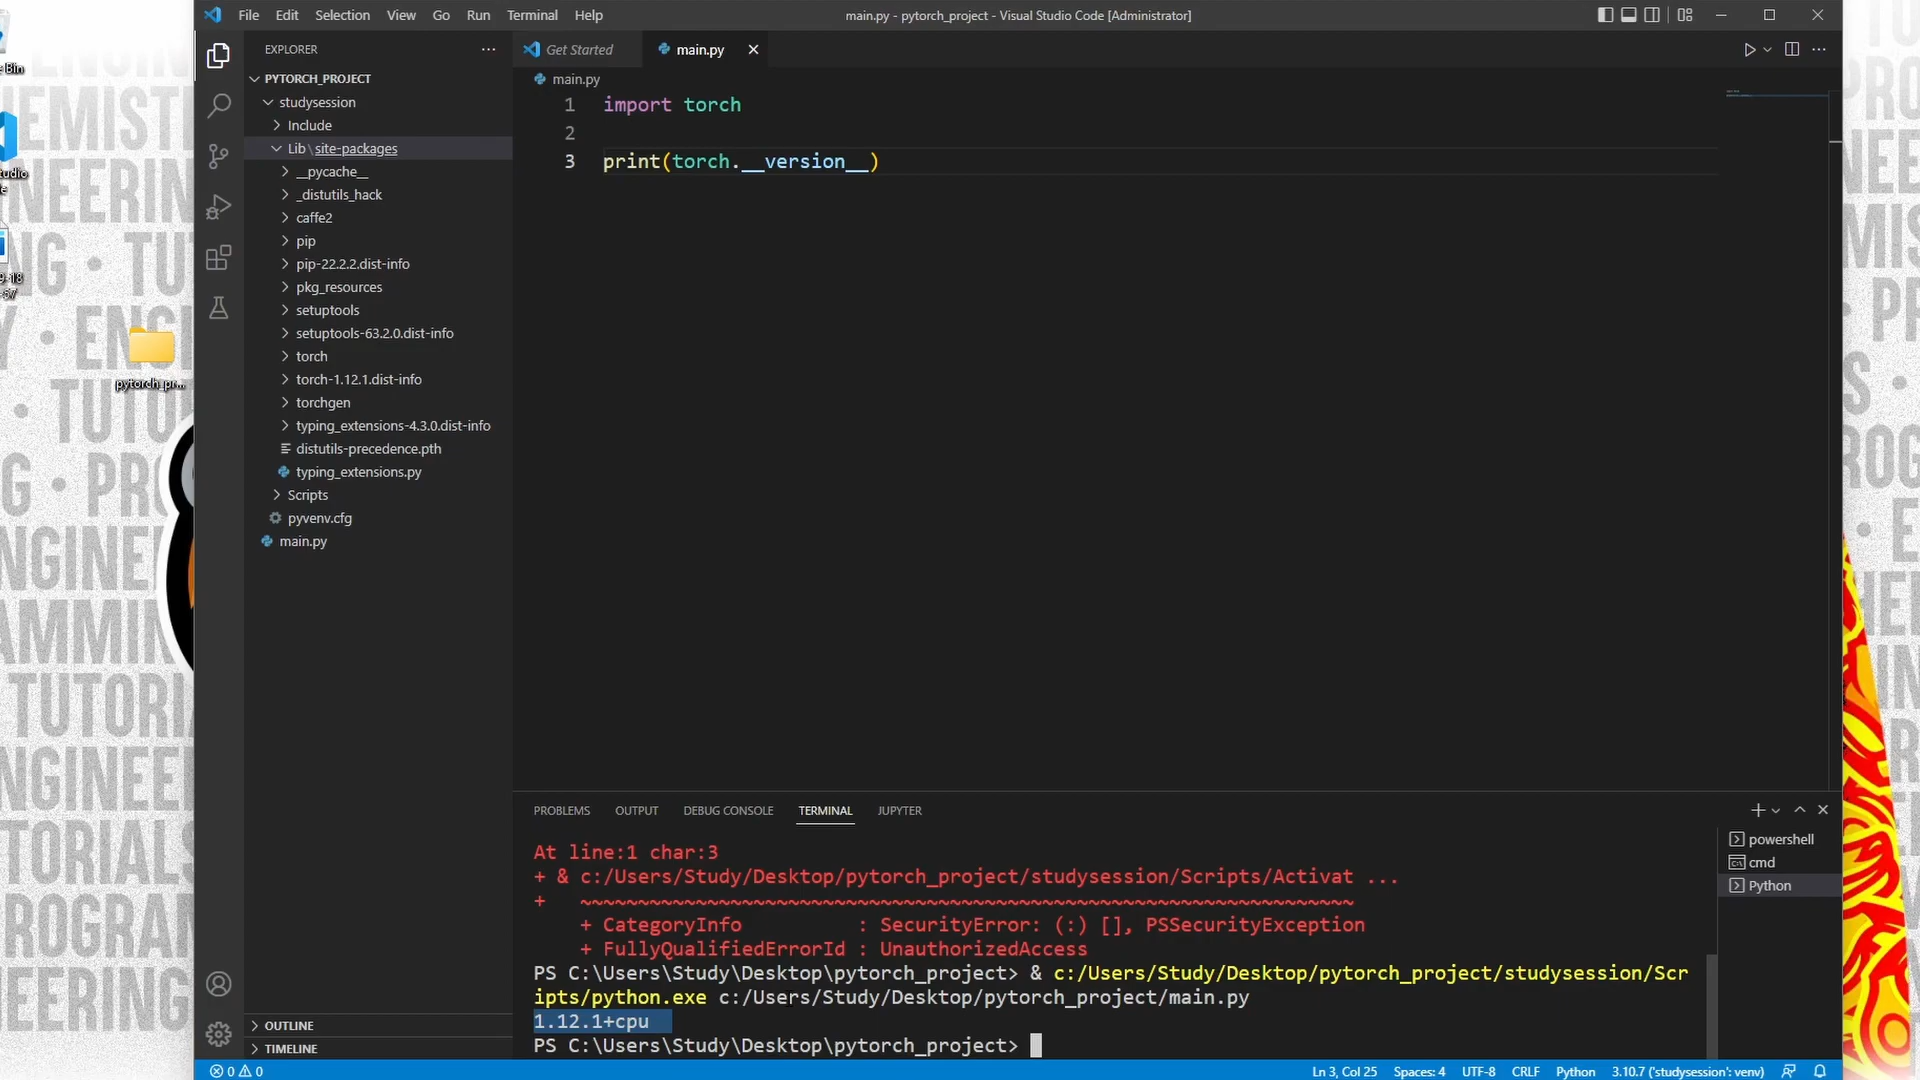 File Edit Selection View Go Run Terminal Help
main.py - pytorch_project - Visual Studio Code [Administrator]
EXPLORER
Get Started
main.py
PYTORCH_PROJECT
studysession
Include
Lib\site-packages
__pycache__
_distutils_hack
caffe2
pip
pip-22.2.2.dist-info
pkg_resources
setuptools
setuptools-63.2.0.dist-info
torch
torch-1.12.1.dist-info
torchgen
typing_extensions-4.3.0.dist-info
distutils-precedence.pth
typing_extensions.py
Scripts
pyvenv.cfg
main.py
OUTLINE
TIMELINE
main.py
1 import torch
2
3 print(torch.__version__)
PROBLEMS OUTPUT DEBUG CONSOLE TERMINAL JUPYTER
At line:1 char:3
+ & c:/Users/Study/Desktop/pytorch_project/studysession/Scripts/Activat ...
+ ~~~~~~~~~~~~~~~~~~~~~~~~~~~~~~~~~~~~~~~~~~~~~~~~~~~~~~~~~~~~~~~~~~~
+ CategoryInfo : SecurityError: (:) [], PSSecurityException
+ FullyQualifiedErrorId : UnauthorizedAccess
PS C:\Users\Study\Desktop\pytorch_project> & c:/Users/Study/Desktop/pytorch_project/studysession/Scr
ipts/python.exe c:/Users/Study/Desktop/pytorch_project/main.py
1.12.1+cpu
PS C:\Users\Study\Desktop\pytorch_project>
powershell
cmd
Python
0 0
Ln 3, Col 25 Spaces: 4 UTF-8 CRLF Python 3.10.7 ('studysession': venv)
Bin
pytorch_pr...